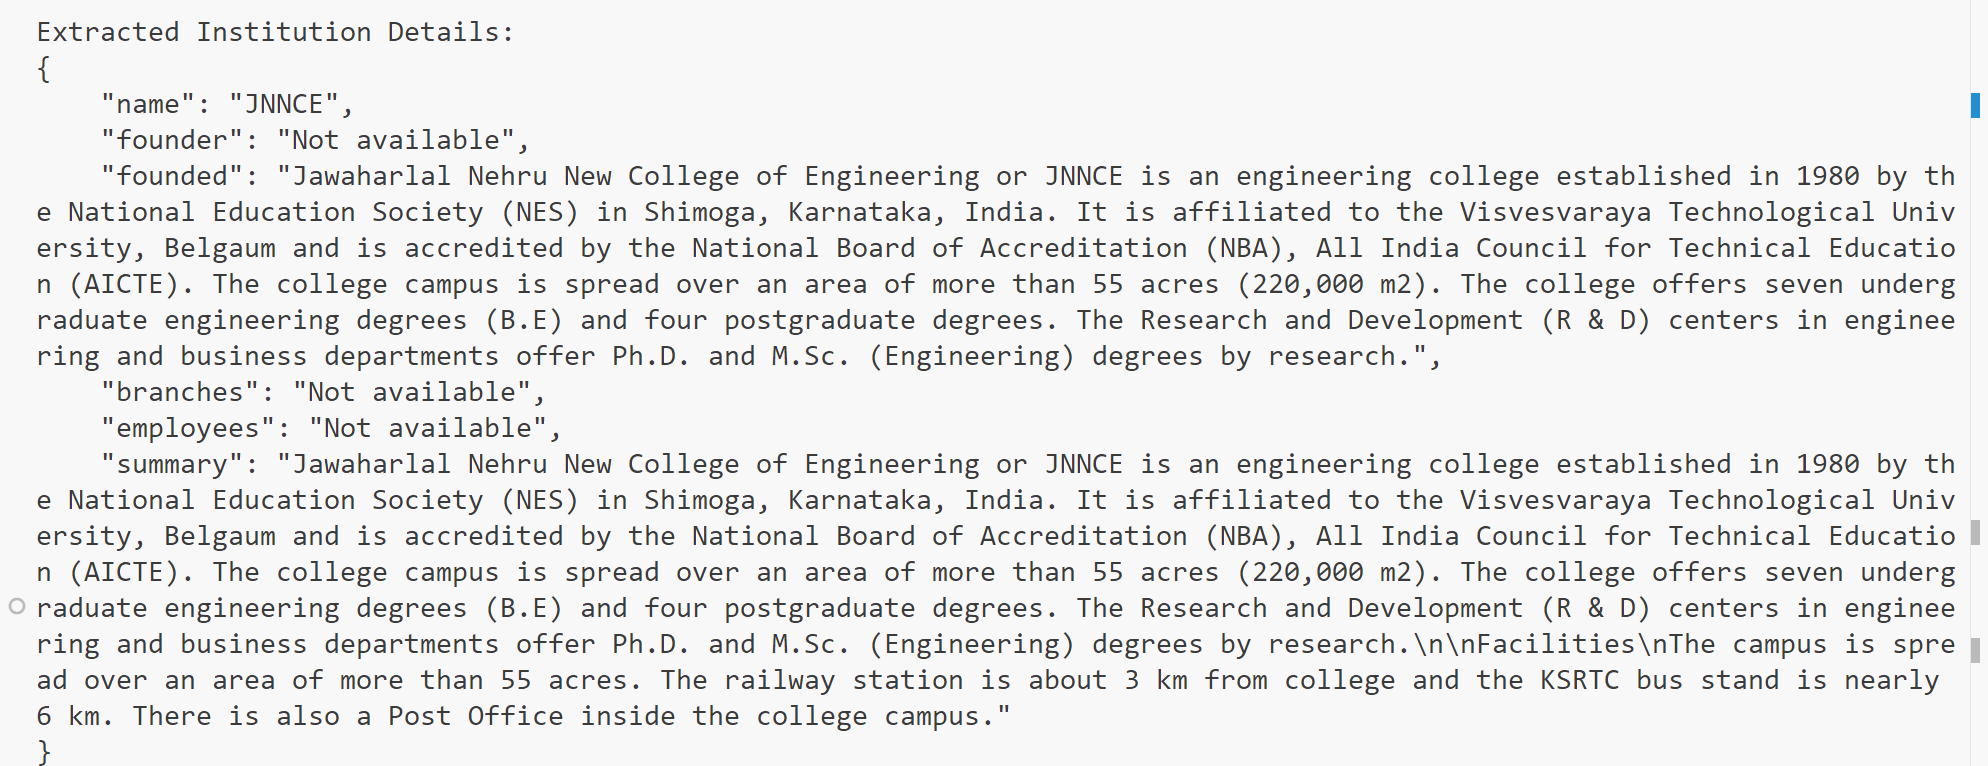 Extracted Institution Details:
{
    "name": "JNNCE",
    "founder": "Not available",
    "founded": "Jawaharlal Nehru New College of Engineering or JNNCE is an engineering college established in 1980 by th
e National Education Society (NES) in Shimoga, Karnataka, India. It is affiliated to the Visvesvaraya Technological Univ
ersity, Belgaum and is accredited by the National Board of Accreditation (NBA), All India Council for Technical Educatio
n (AICTE). The college campus is spread over an area of more than 55 acres (220,000 m2). The college offers seven underg
raduate engineering degrees (B.E) and four postgraduate degrees. The Research and Development (R & D) centers in enginee
ring and business departments offer Ph.D. and M.Sc. (Engineering) degrees by research.",
    "branches": "Not available",
    "employees": "Not available",
    "summary": "Jawaharlal Nehru New College of Engineering or JNNCE is an engineering college established in 1980 by th
e National Education Society (NES) in Shimoga, Karnataka, India. It is affiliated to the Visvesvaraya Technological Univ
ersity, Belgaum and is accredited by the National Board of Accreditation (NBA), All India Council for Technical Educatio
n (AICTE). The college campus is spread over an area of more than 55 acres (220,000 m2). The college offers seven underg
raduate engineering degrees (B.E) and four postgraduate degrees. The Research and Development (R & D) centers in enginee
ring and business departments offer Ph.D. and M.Sc. (Engineering) degrees by research.\n\nFacilities\nThe campus is spre
ad over an area of more than 55 acres. The railway station is about 3 km from college and the KSRTC bus stand is nearly
6 km. There is also a Post Office inside the college campus."
}